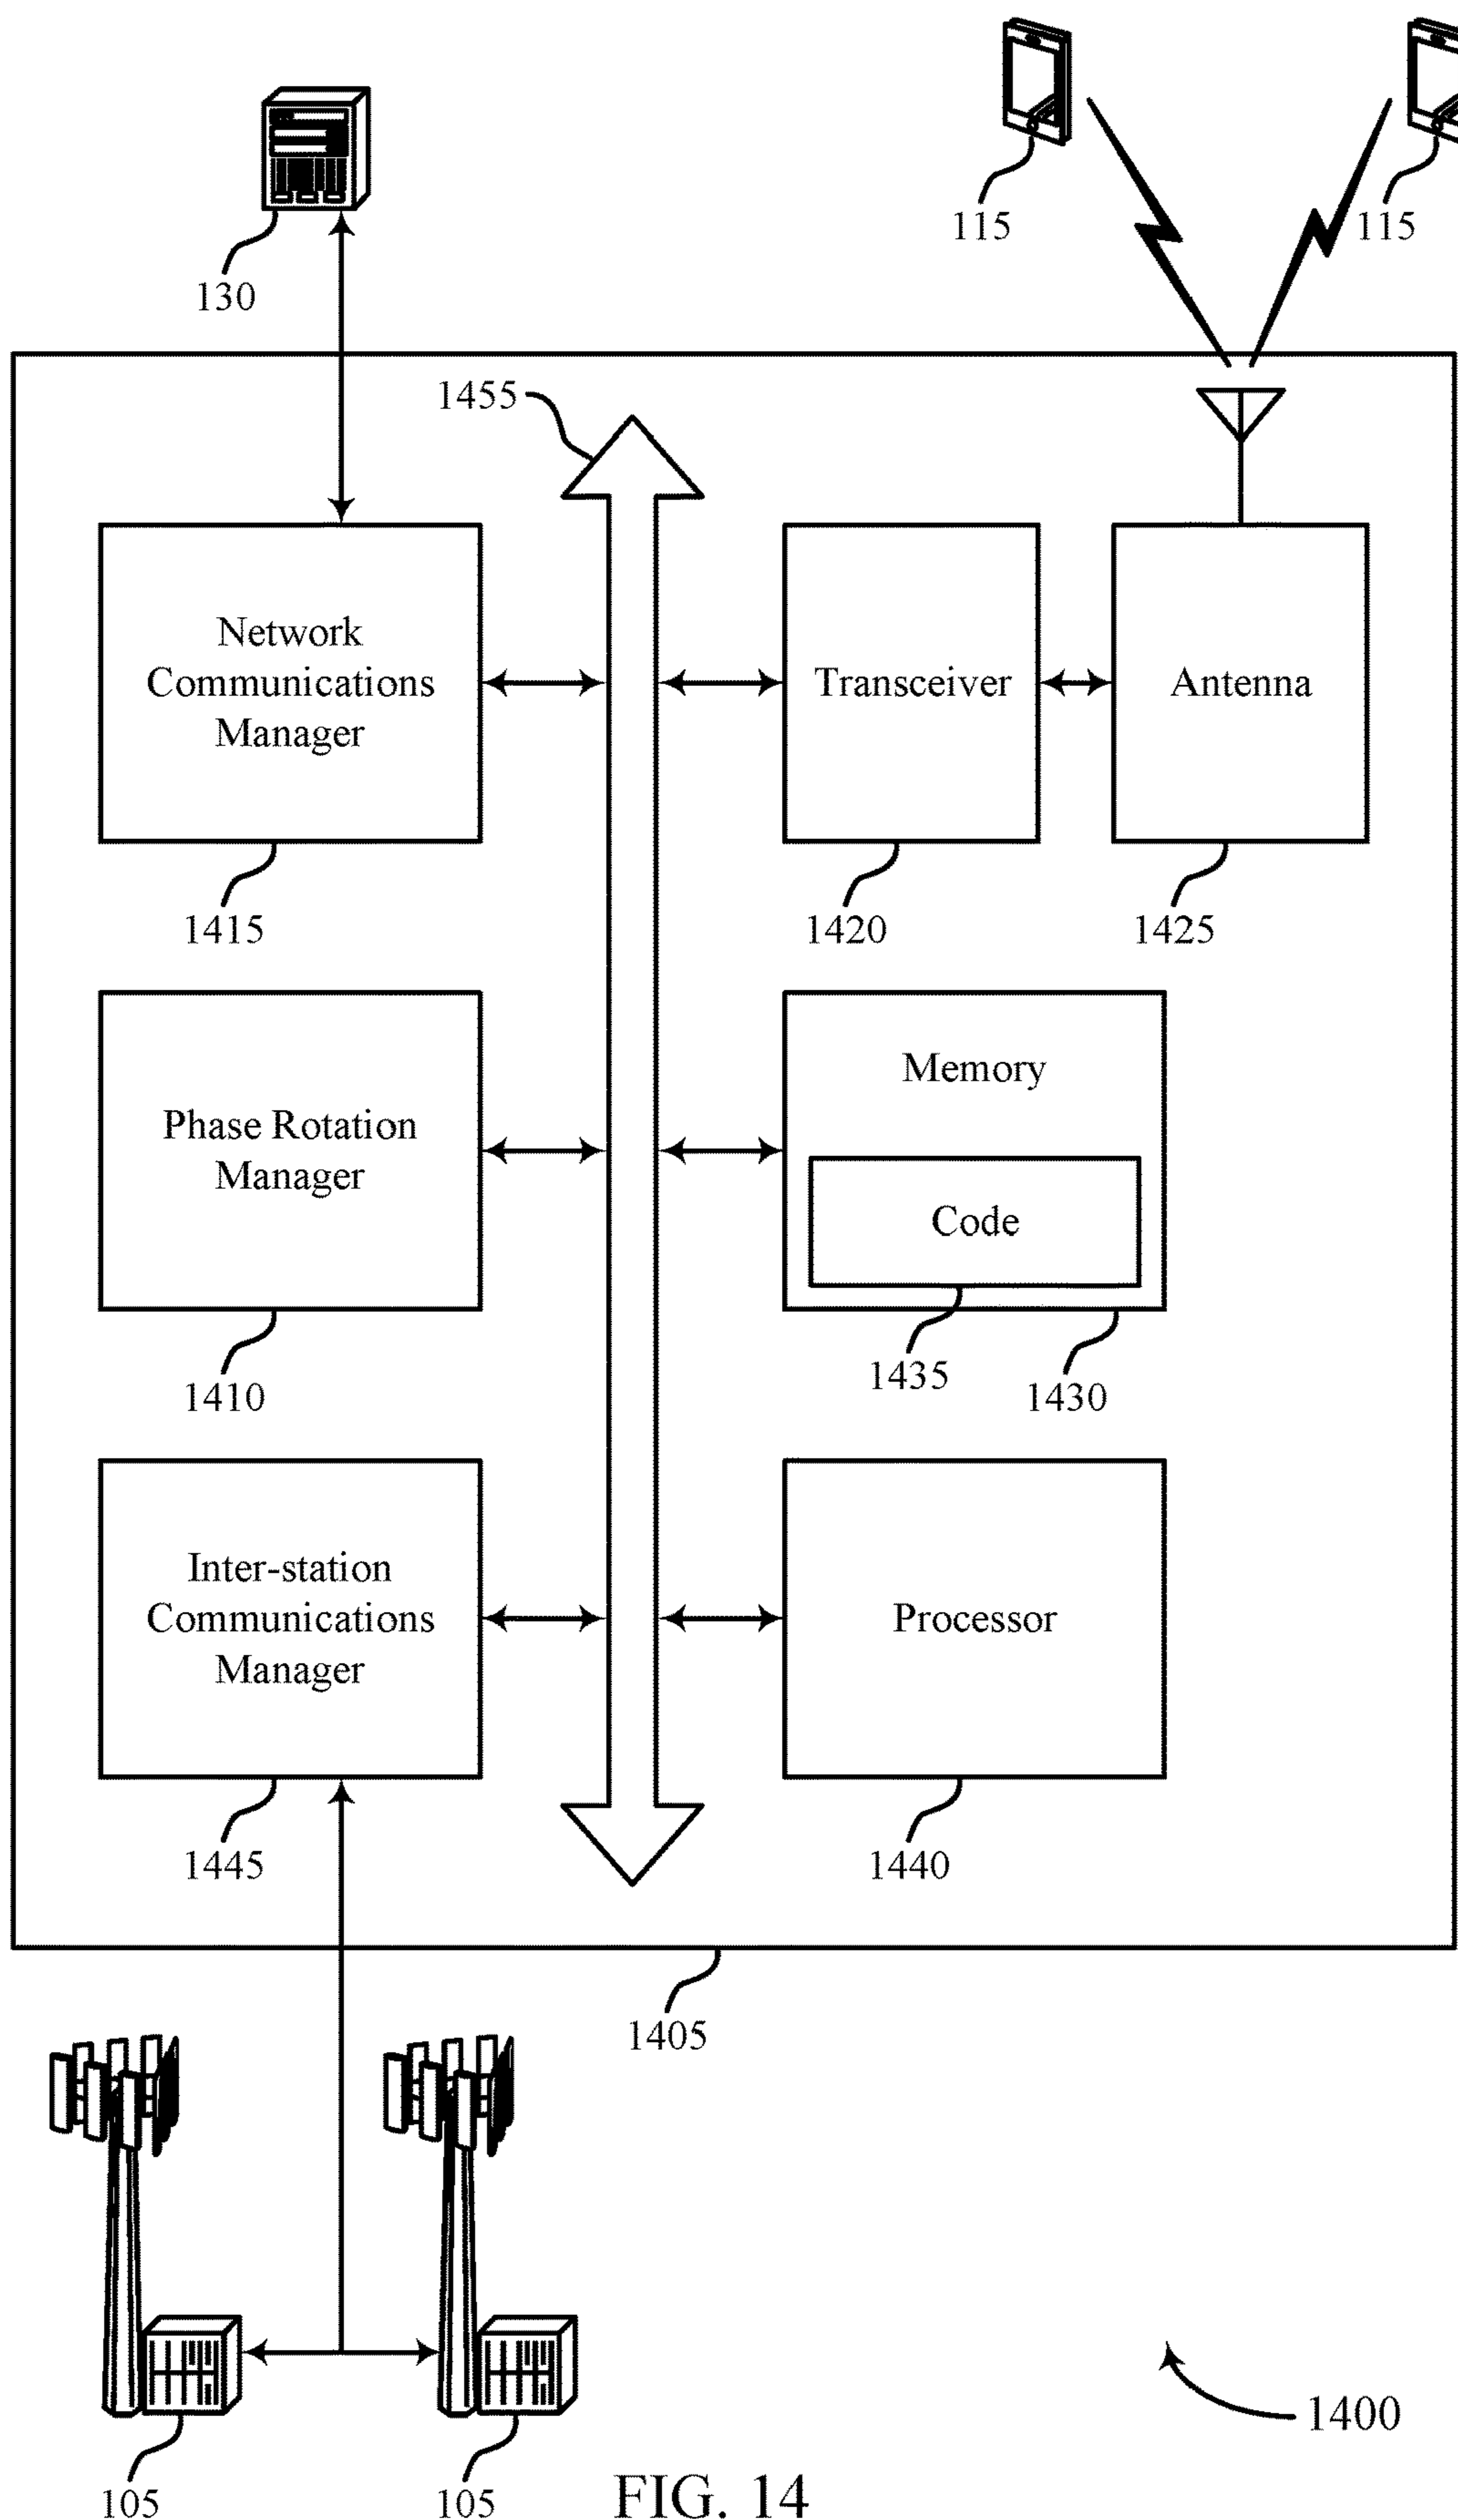 115
115
130
1455
Network
Communications
Manager
Transceiver
Antenna
1415
1420
1425
Phase Rotation
Manager
Memory
Code
1410
1435
1430
Inter-station
Communications
Manager
Processor
1445
1440
1405
1400
105
105
FIG. 14